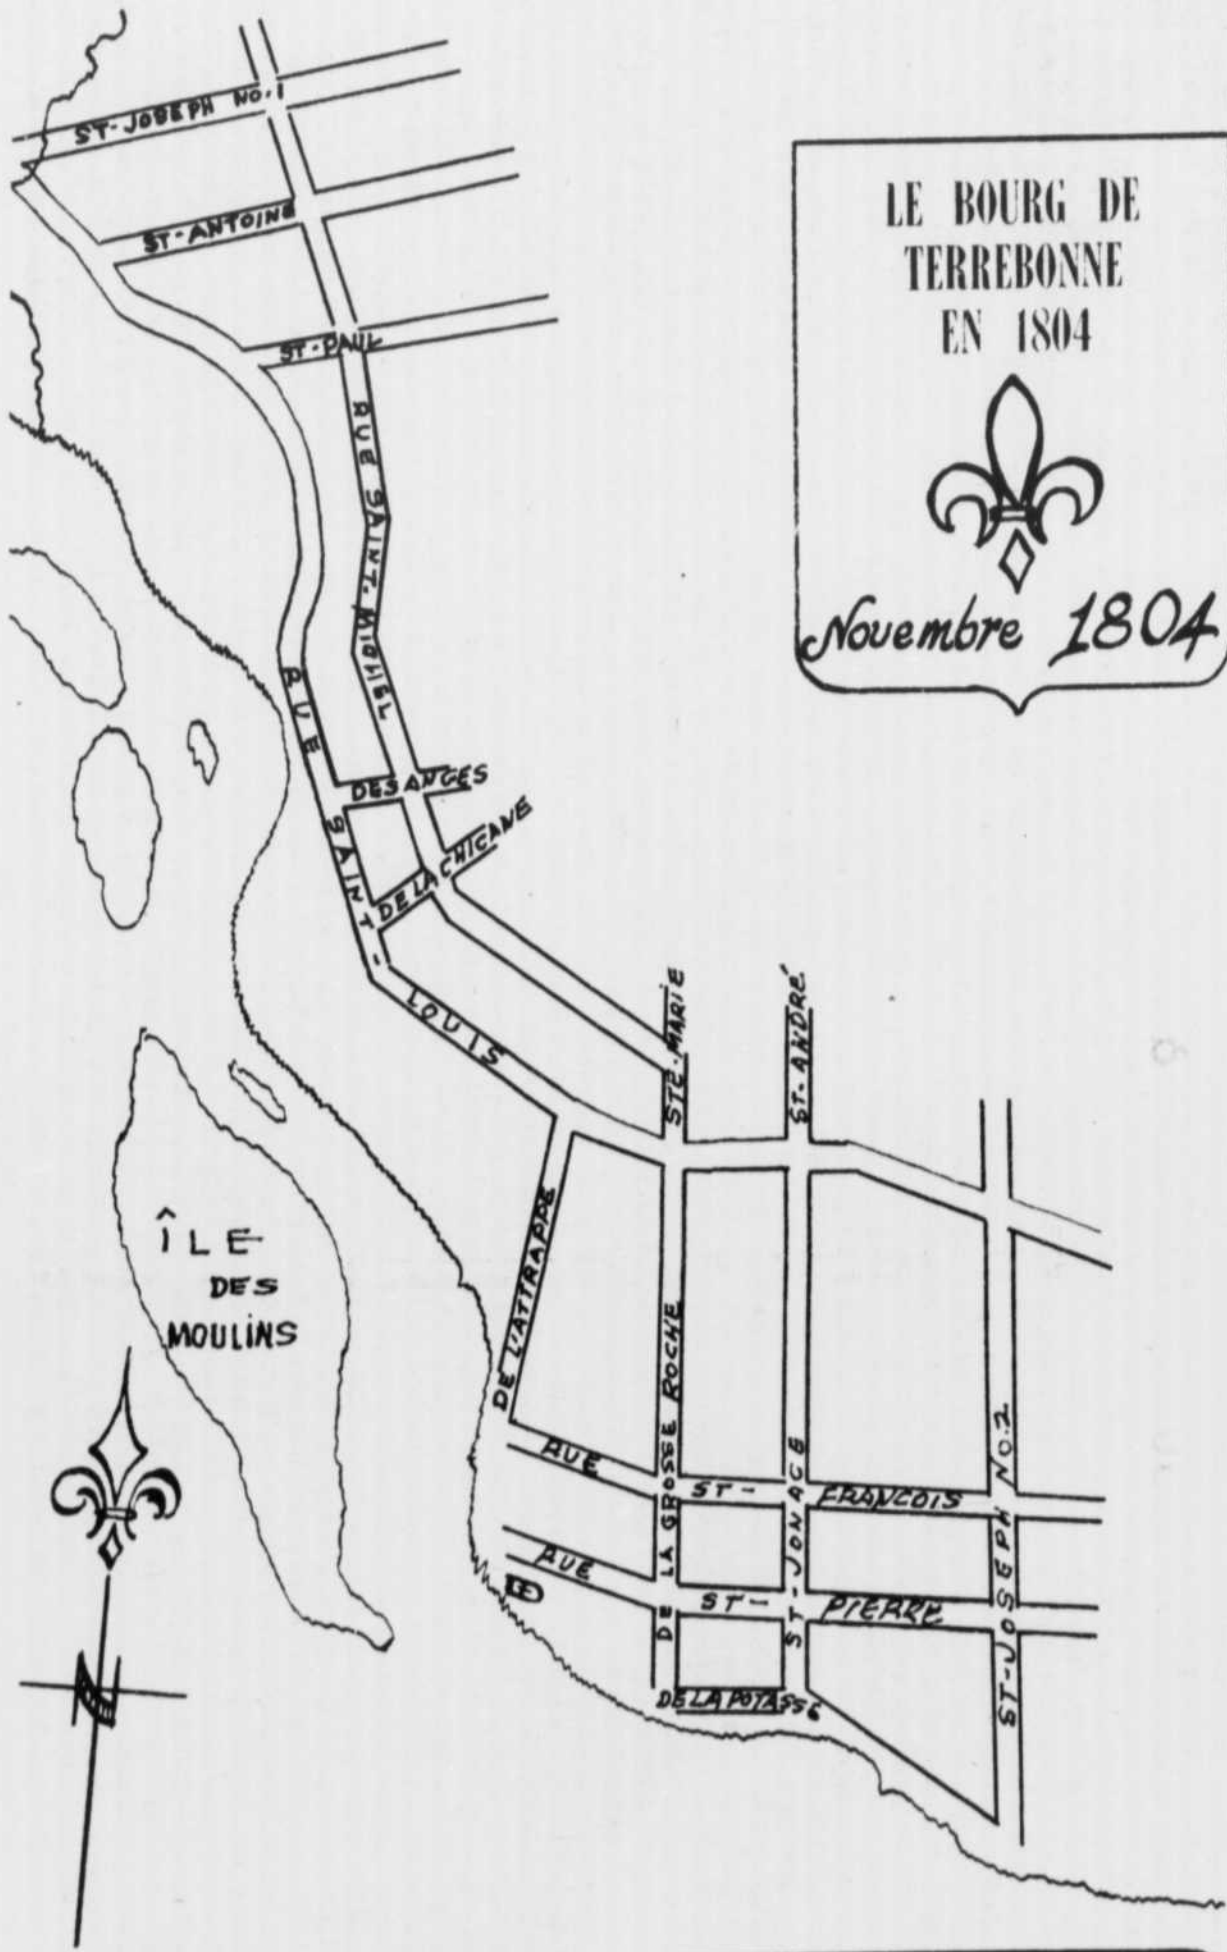 ST-JOSEPH NO.1
ST-ANTOINE
ST-PAUL
LE BOURG DE
TERREBONNE
EN 1804
Novembre 1804
RUE SAINT-MICHEL
RUE SAINT-LOUIS
DES ANGES
DE LA CHICANE
STE-MARIE
ST-ANDRÉ
ÎLE
DES
MOULINS
DE L'ATTRAPPE
DE LA GROSSE ROCHE
ST-JONACE
ST-JOSEPH NO.2
RUE ST-FRANCOIS
RUE ST-PIERRE
DE LA POTASSE
N